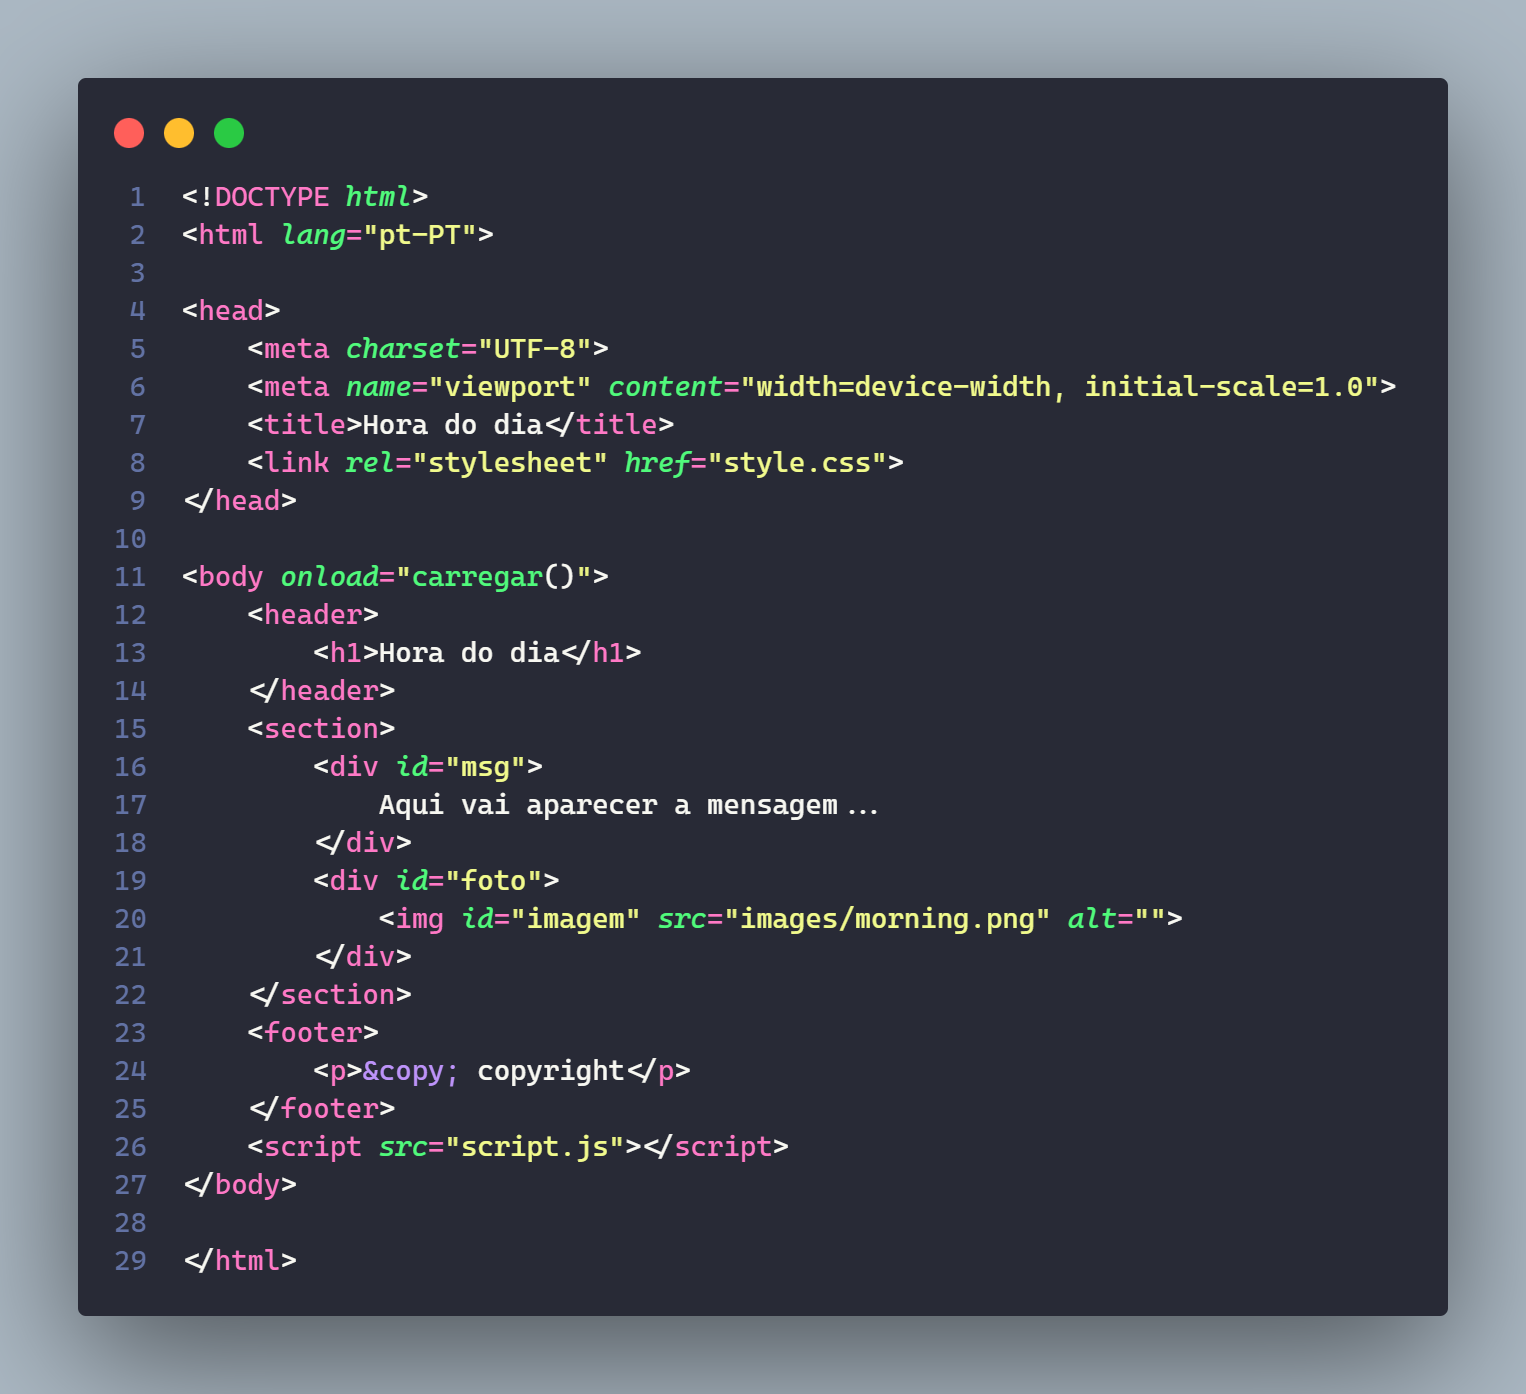 1 <!DOCTYPE html>
2 <html lang="pt-PT">
3
4 <head>
5     <meta charset="UTF-8">
6     <meta name="viewport" content="width=device-width, initial-scale=1.0">
7     <title>Hora do dia</title>
8     <link rel="stylesheet" href="style.css">
9 </head>
10
11 <body onload="carregar()">
12     <header>
13         <h1>Hora do dia</h1>
14     </header>
15     <section>
16         <div id="msg">
17             Aqui vai aparecer a mensagem...
18         </div>
19         <div id="foto">
20             <img id="imagem" src="images/morning.png" alt="">
21         </div>
22     </section>
23     <footer>
24         <p>&copy; copyright</p>
25     </footer>
26     <script src="script.js"></script>
27 </body>
28
29 </html>